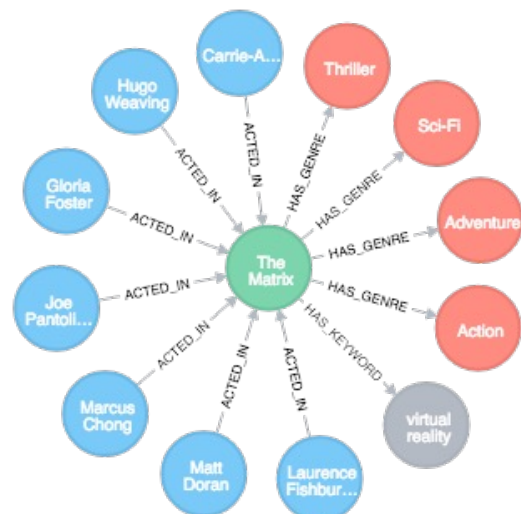 Carrie-A...
ACTED_IN
Thriller
HAS_GENRE
Hugo
Weaving
ACTED_IN
Sci-Fi
HAS_GENRE
Gloria
Foster
ACTED_IN
Adventure
HAS_GENRE
The
Matrix
Joe
Pantoli...
ACTED_IN
Action
HAS_GENRE
Marcus
Chong
ACTED_IN
virtual
reality
HAS_KEYWORD
Matt
Doran
ACTED_IN
Laurence
Fishbur...
ACTED_IN